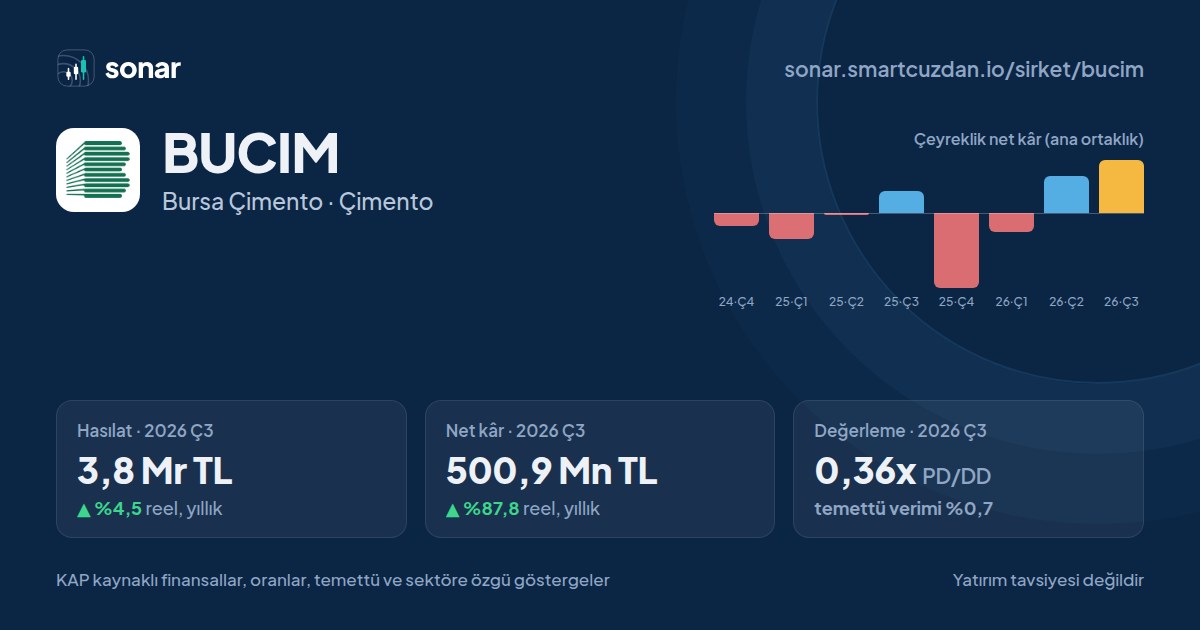 sonar
sonar.smartcuzdan.io/sirket/bucim
BUCIM
Bursa Çimento · Çimento
Çeyreklik net kâr (ana ortaklık)
24·Ç4 25·Ç1 25·Ç2 25·Ç3 25·Ç4 26·Ç1 26·Ç2 26·Ç3
Hasılat · 2026 Ç3
3,8 Mr TL
▲ %4,5 reel, yıllık
Net kâr · 2026 Ç3
500,9 Mn TL
▲ %87,8 reel, yıllık
Değerleme · 2026 Ç3
0,36x PD/DD
temettü verimi %0,7
KAP kaynaklı finansallar, oranlar, temettü ve sektöre özgü göstergeler
Yatırım tavsiyesi değildir